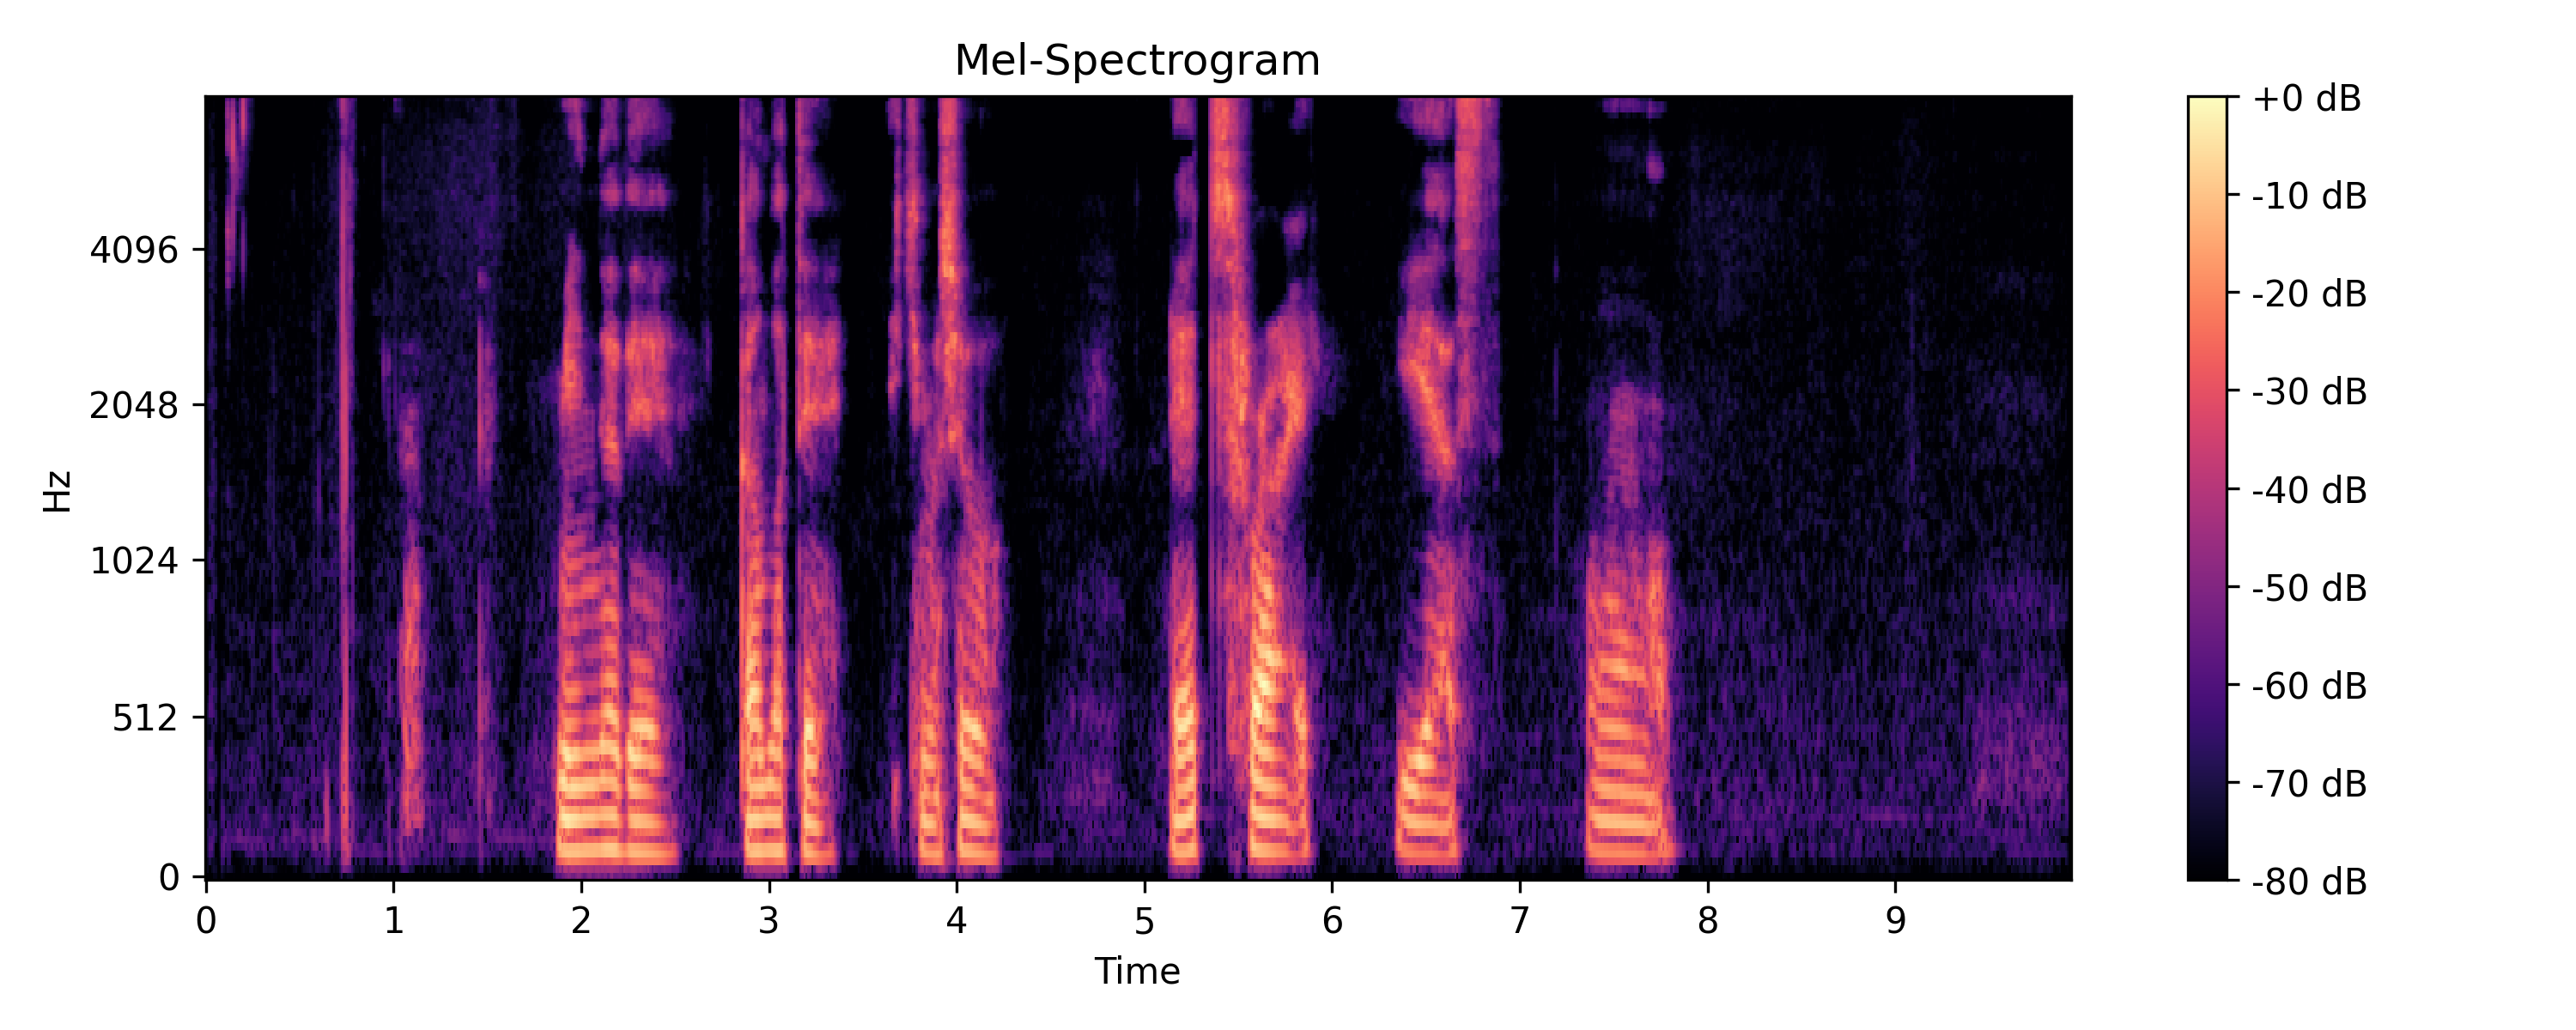 Mel-Spectrogram
Hz
4096
2048
1024
512
0
0 1 2 3 4 5 6 7 8 9
Time
+0 dB
-10 dB
-20 dB
-30 dB
-40 dB
-50 dB
-60 dB
-70 dB
-80 dB